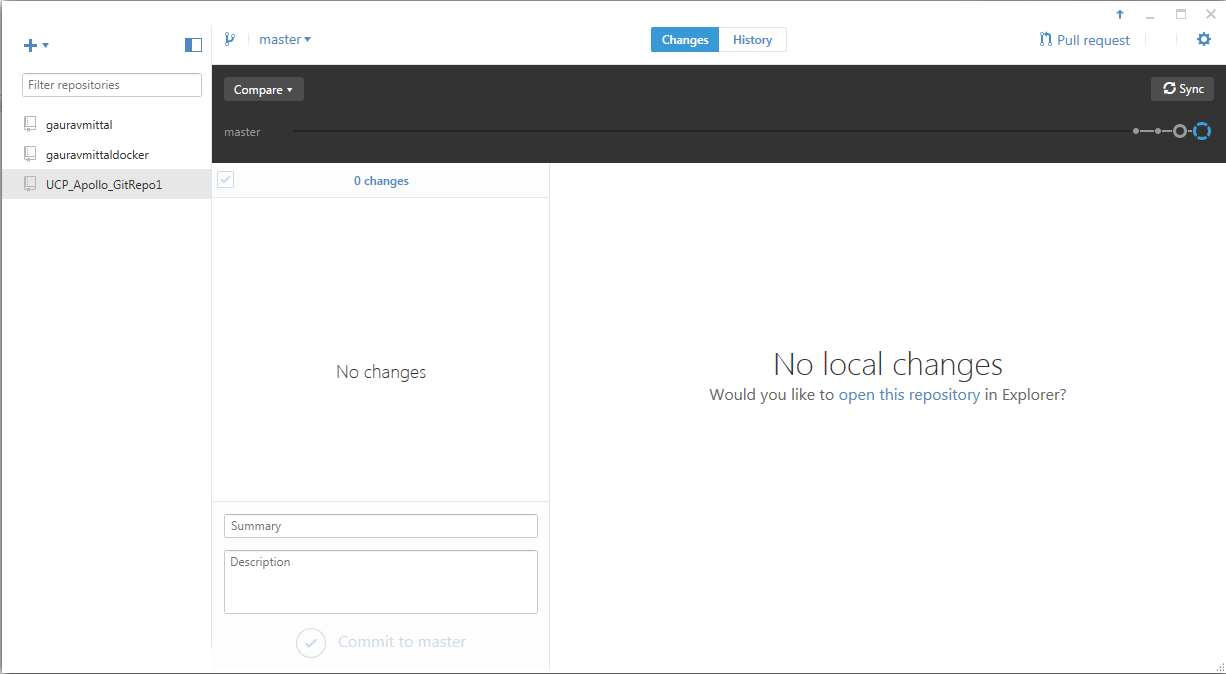 master
Changes
History
Pull request
Filter repositories
Compare
Sync
gauravmittal
master
gauravmittaldocker
UCP_Apollo_GitRepo1
0 changes
No changes
No local changes
Would you like to open this repository in Explorer?
Summary
Description
Commit to master